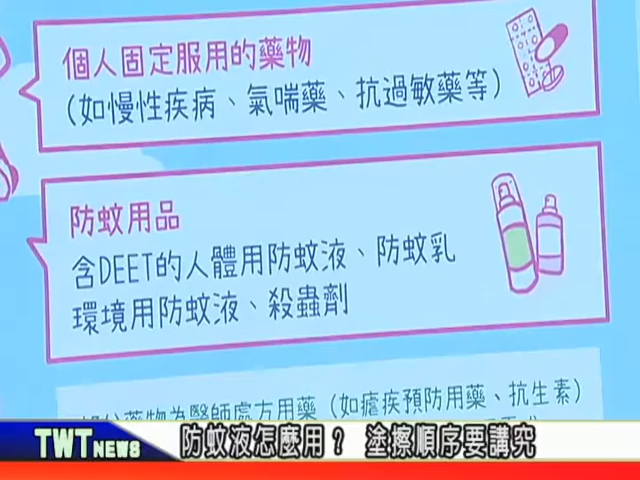 個人固定服用的藥物
(如慢性疾病、氣喘藥、抗過敏藥等)
防蚊用品
含DEET的人體用防蚊液、防蚊乳
環境用防蚊液、殺蟲劑
藥物為醫師處方用藥(如瘧疾預防用藥、抗生素)
TWT NEWS
防蚊液怎麼用? 塗擦順序要講究